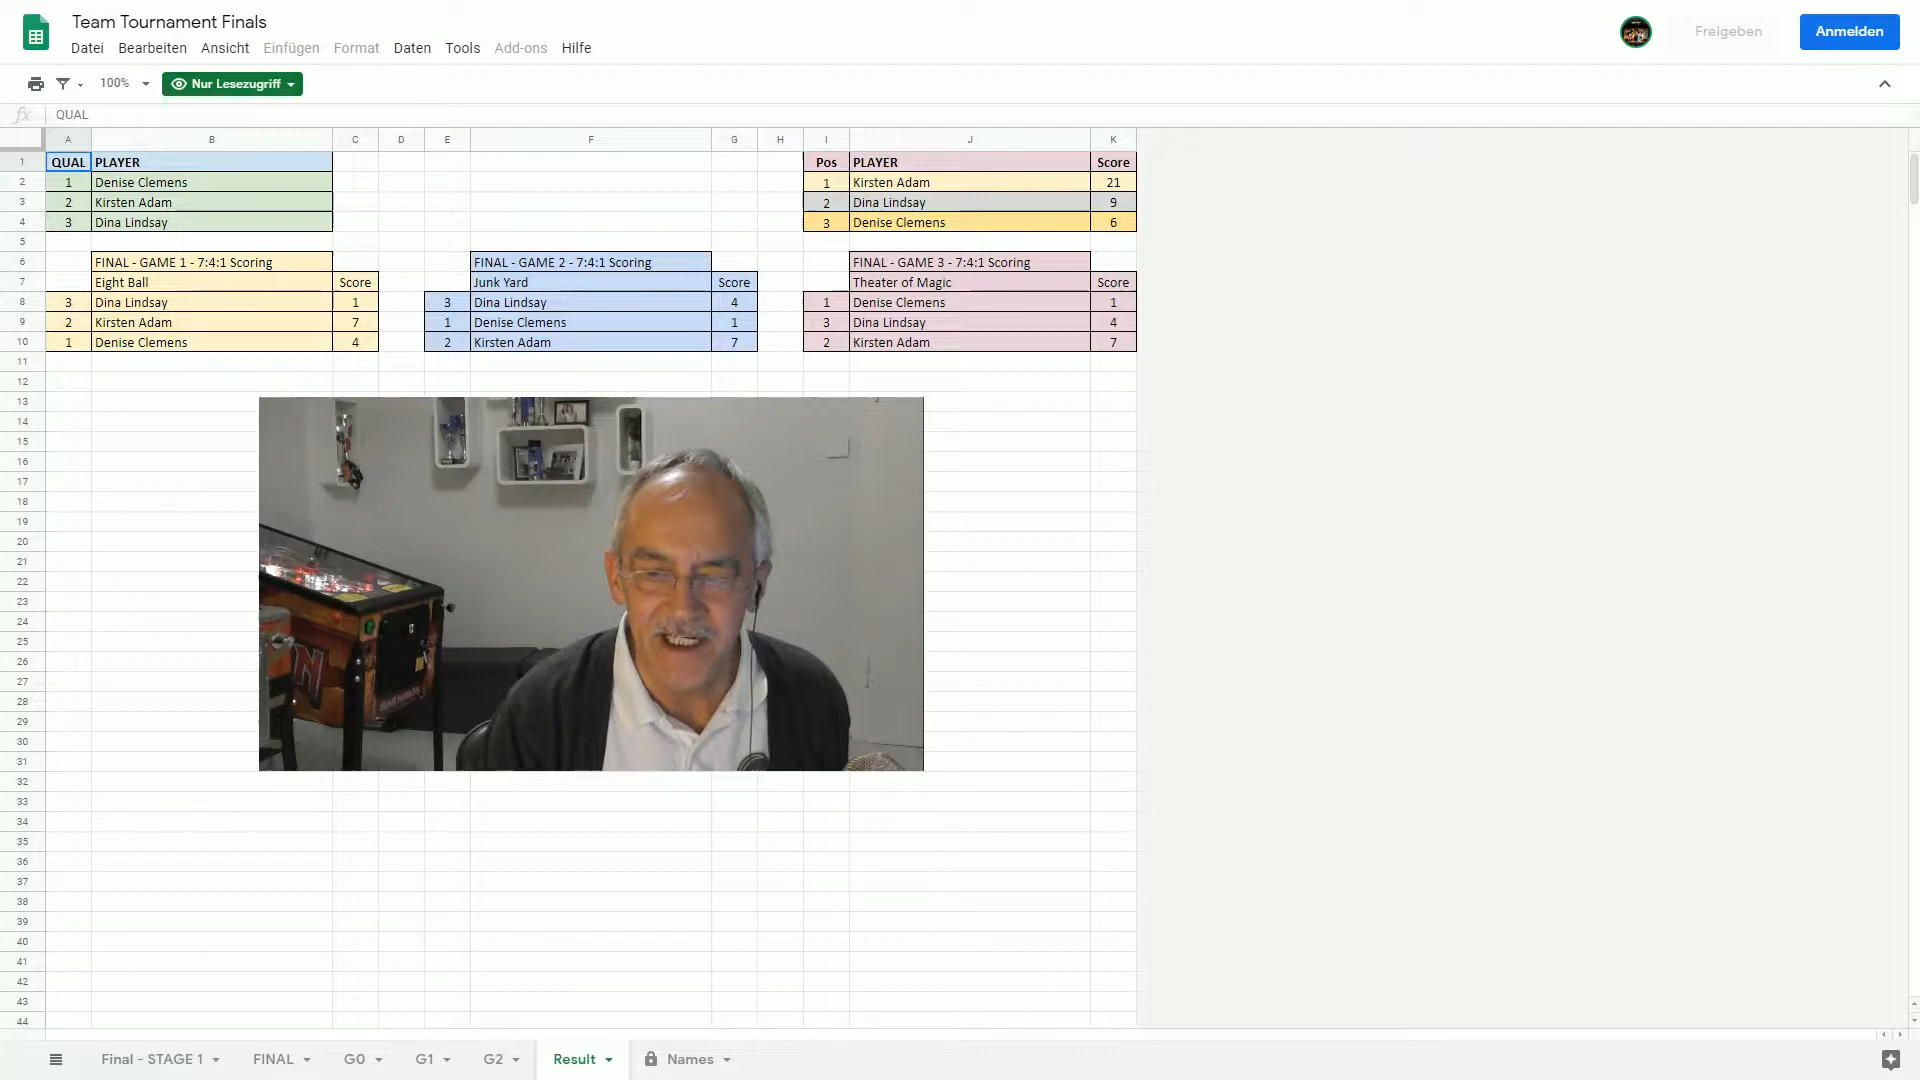 Team Tournament Finals
Datei Bearbeiten Ansicht Einfügen Format Daten Tools Add-ons Hilfe
Freigeben
Anmelden
100%
Nur Lesezugriff
fx QUAL
A B C D E F G H I J K
1 QUAL PLAYER Pos PLAYER Score
2 1 Denise Clemens 1 Kirsten Adam 21
3 2 Kirsten Adam 2 Dina Lindsay 9
4 3 Dina Lindsay 3 Denise Clemens 6
5
6 FINAL - GAME 1 - 7:4:1 Scoring FINAL - GAME 2 - 7:4:1 Scoring FINAL - GAME 3 - 7:4:1 Scoring
7 Eight Ball Score Junk Yard Score Theater of Magic Score
8 3 Dina Lindsay 1 3 Dina Lindsay 4 1 Denise Clemens 1
9 2 Kirsten Adam 7 1 Denise Clemens 1 3 Dina Lindsay 4
10 1 Denise Clemens 4 2 Kirsten Adam 7 2 Kirsten Adam 7
11
12
13
14
15
16
17
18
19
20
21
22
23
24
25
26
27
28
29
30
31
32
33
34
35
36
37
38
39
40
41
42
43
44
Final - STAGE 1 FINAL G0 G1 G2 Result Names